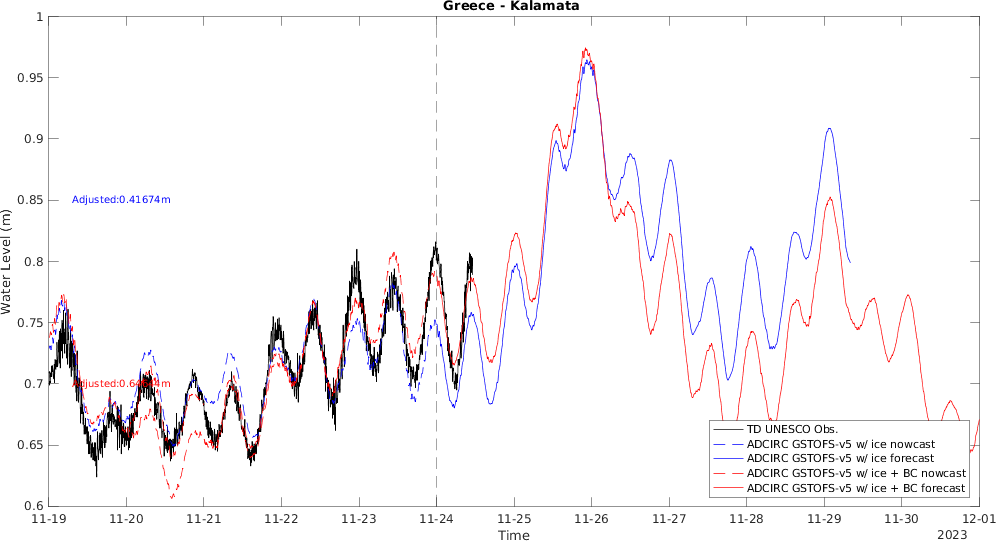 Greece - Kalamata
Water Level (m)
1
0.95
0.9
0.85
0.8
0.75
0.7
0.65
0.6
Adjusted:0.41674m
11-19
11-20
11-21
11-22
11-23
11-24
11-25
11-26
11-27
11-28
11-29
11-30
12-01
Time
2023
TD UNESCO Obs.
ADCIRC GSTOFS-v5 w/ ice nowcast
ADCIRC GSTOFS-v5 w/ ice forecast
ADCIRC GSTOFS-v5 w/ ice + BC nowcast
ADCIRC GSTOFS-v5 w/ ice + BC forecast